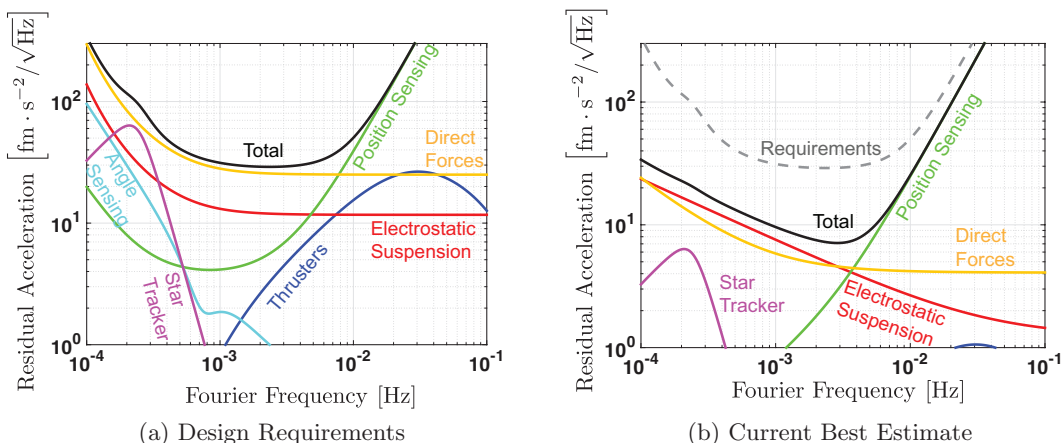 Residual Acceleration [fm · s⁻²/√Hz]
10²
10¹
10⁰
10⁻⁴
10⁻³
10⁻²
10⁻¹
Fourier Frequency [Hz]
Total
Position Sensing
Direct
Forces
Angle
Sensing
Electrostatic
Suspension
Star
Tracker
Thrusters
(a) Design Requirements
Residual Acceleration [fm · s⁻²/√Hz]
10²
10¹
10⁰
10⁻⁴
10⁻³
10⁻²
10⁻¹
Fourier Frequency [Hz]
Requirements
Position Sensing
Total
Direct
Forces
Star
Tracker
Electrostatic
Suspension
(b) Current Best Estimate